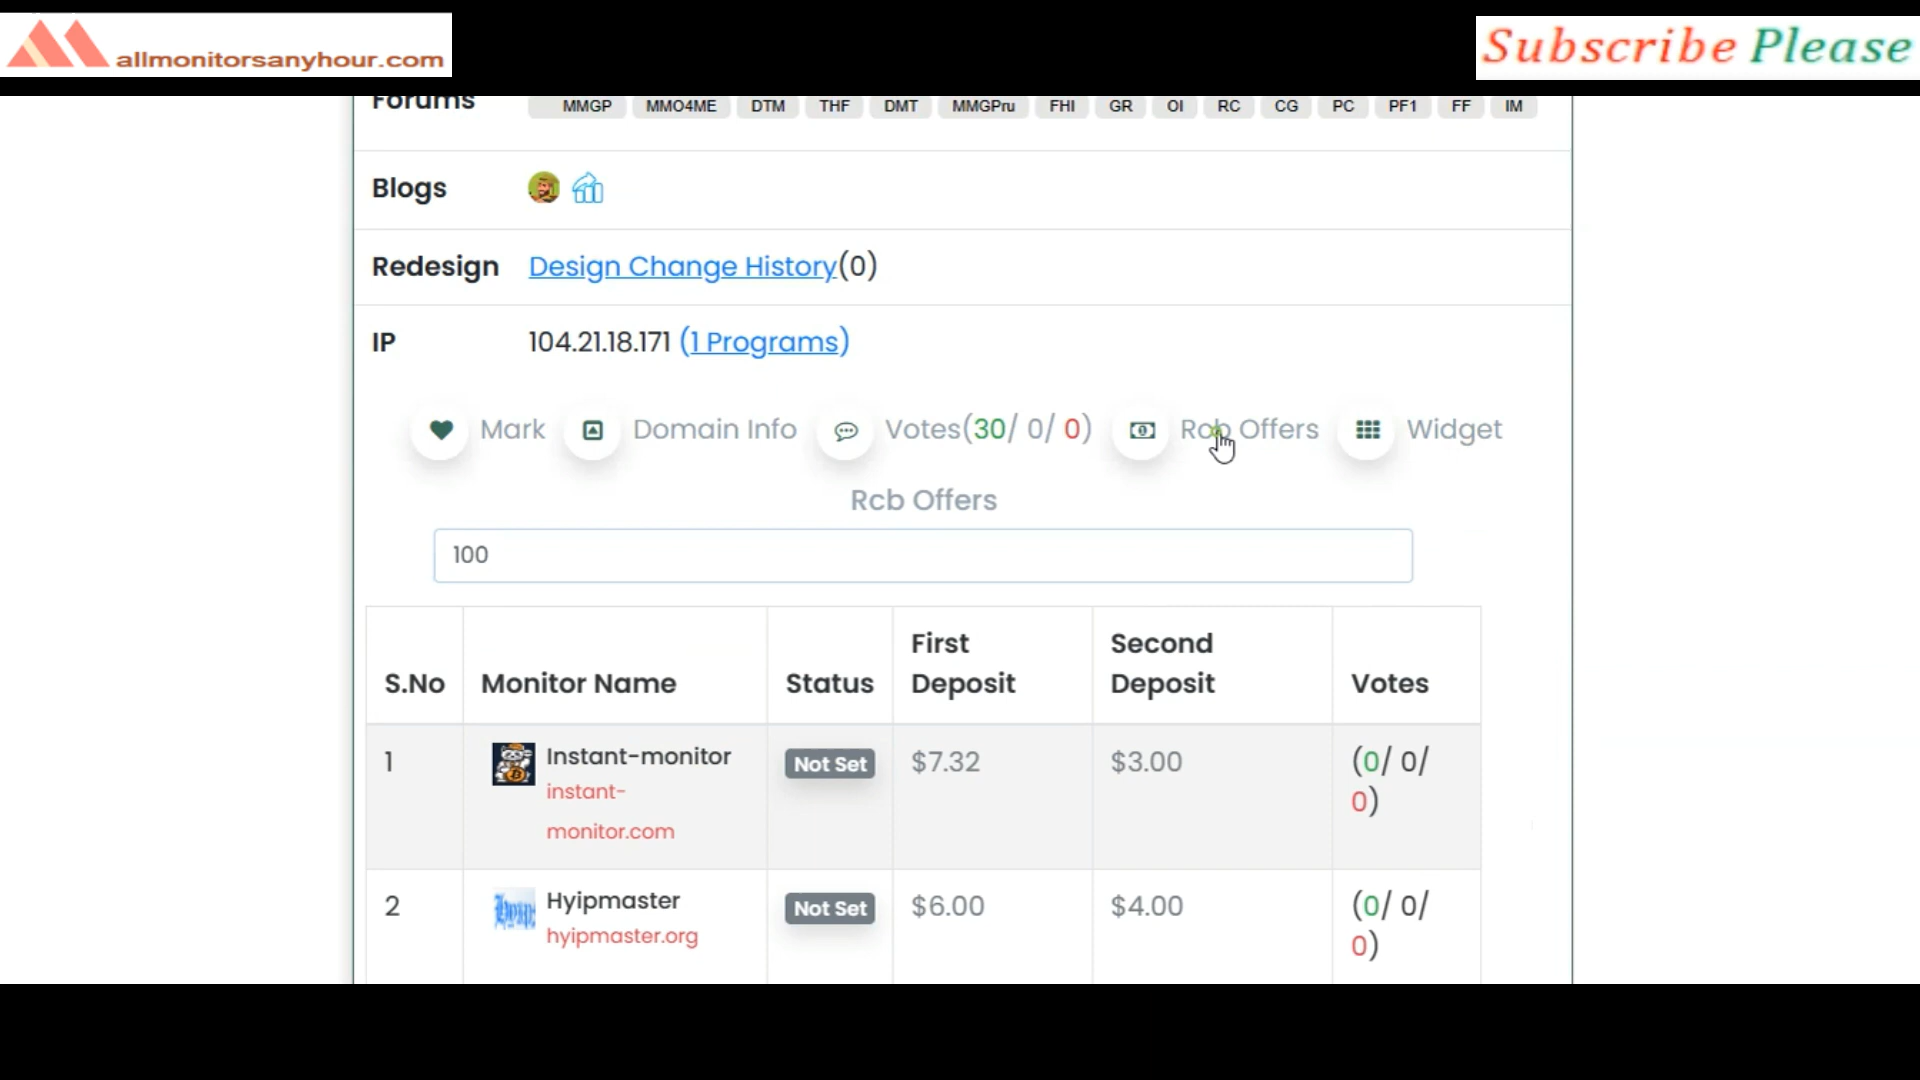 allmonitorsanyhour.com
Subscribe Please
Forums MMGP MMO4ME DTM THF DMT MMGPru FHI GR OI RC CG PC PF1 FF IM
Blogs
Redesign Design Change History(0)
IP 104.21.18.171 (1 Programs)
Mark Domain Info Votes(30/ 0/ 0) Rcb Offers Widget
Rcb Offers
100
First Second
S.No Monitor Name Status Deposit Deposit Votes
1 Instant-monitor Not Set $7.32 $3.00 (0/ 0/
instant- 0)
monitor.com
2 Hyipmaster Not Set $6.00 $4.00 (0/ 0/
hyipmaster.org 0)